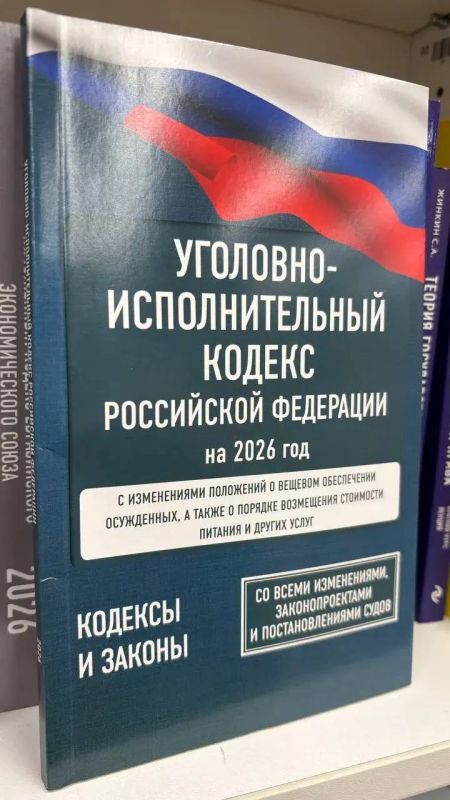 УГОЛОВНО-
ИСПОЛНИТЕЛЬНЫЙ
КОДЕКС
РОССИЙСКОЙ ФЕДЕРАЦИИ
на 2026 год
С ИЗМЕНЕНИЯМИ ПОЛОЖЕНИЙ О ВЕЩЕВОМ ОБЕСПЕЧЕНИИ
ОСУЖДЕННЫХ, А ТАКЖЕ О ПОРЯДКЕ ВОЗМЕЩЕНИЯ СТОИМОСТИ
ПИТАНИЯ И ДРУГИХ УСЛУГ
КОДЕКСЫ
И ЗАКОНЫ
СО ВСЕМИ ИЗМЕНЕНИЯМИ,
ЗАКОНОПРОЕКТАМИ
И ПОСТАНОВЛЕНИЯМИ СУДОВ
ЭКОНОМИЧЕСКОГО СОЮЗА
2026
ЖИНКИН С.А.
ТЕОРИЯ